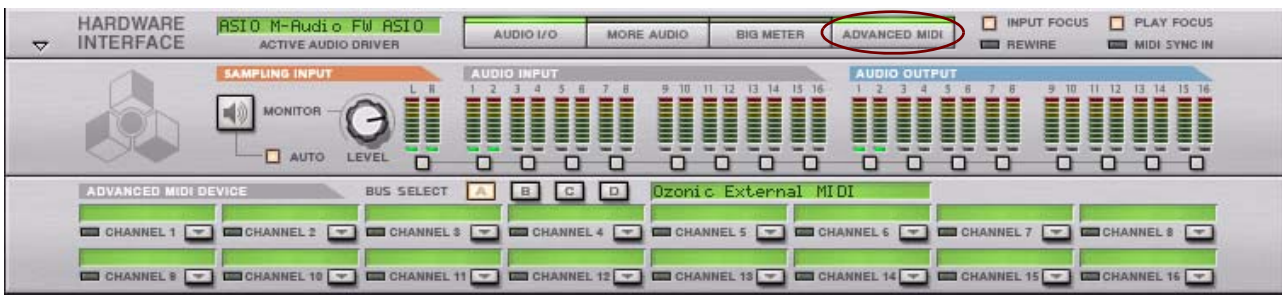 HARDWARE INTERFACE
ASIO M-Audio FW ASIO
ACTIVE AUDIO DRIVER
AUDIO I/O
MORE AUDIO
BIG METER
ADVANCED MIDI
INPUT FOCUS
PLAY FOCUS
REWIRE
MIDI SYNC IN
SAMPLING INPUT
MONITOR
AUTO
LEVEL
L R
AUDIO INPUT
1 2 3 4 5 6 7 8 9 10 11 12 13 14 15 16
AUDIO OUTPUT
1 2 3 4 5 6 7 8 9 10 11 12 13 14 15 16
ADVANCED MIDI DEVICE
BUS SELECT
A B C D
Ozonic External MIDI
CHANNEL 1 CHANNEL 2 CHANNEL 3 CHANNEL 4 CHANNEL 5 CHANNEL 6 CHANNEL 7 CHANNEL 8
CHANNEL 9 CHANNEL 10 CHANNEL 11 CHANNEL 12 CHANNEL 13 CHANNEL 14 CHANNEL 15 CHANNEL 16